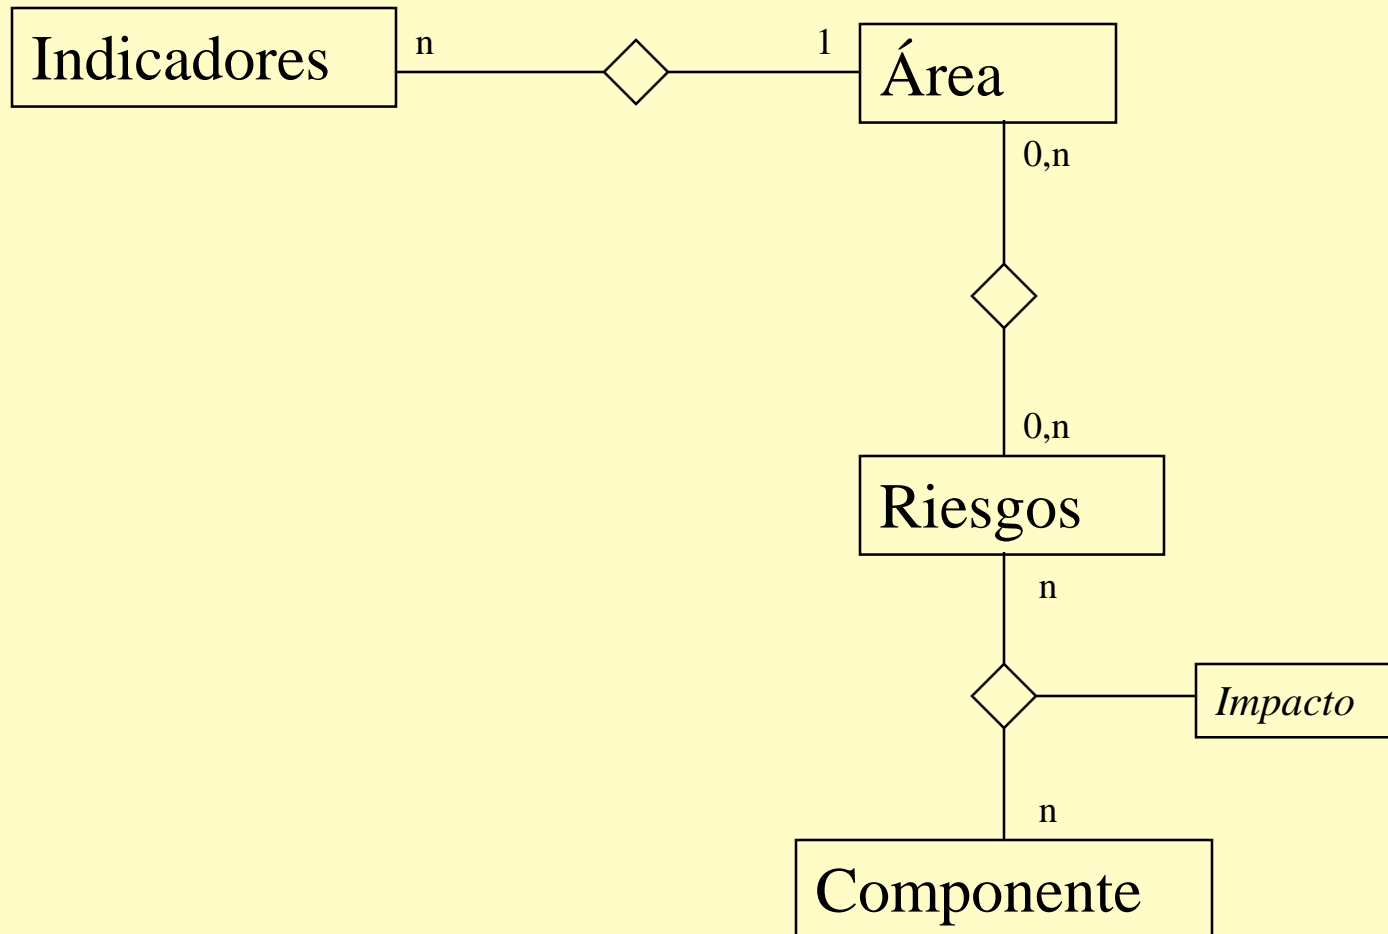 Indicadores
n
1
Área
0,n
0,n
Riesgos
n
Impacto
n
Componente